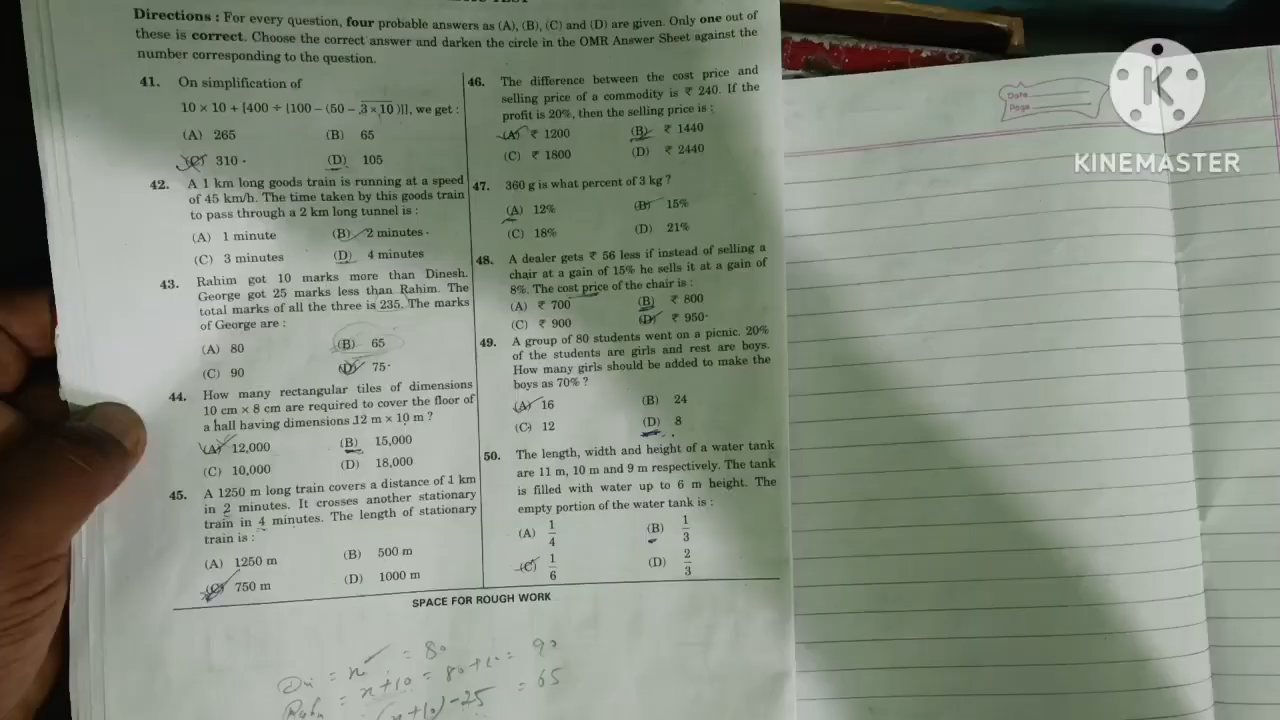 Directions : For every question, four probable answers as (A), (B), (C) and (D) are given. Only one out of
these is correct. Choose the correct answer and darken the circle in the OMR Answer Sheet against the
number corresponding to the question.
41. On simplification of
10 × 10 + [400 ÷ {100 – (50 – 3 × 10)}], we get :
(A) 265 (B) 65
(C) 310 (D) 105
42. A 1 km long goods train is running at a speed
of 45 km/h. The time taken by this goods train
to pass through a 2 km long tunnel is :
(A) 1 minute (B) 2 minutes
(C) 3 minutes (D) 4 minutes
43. Rahim got 10 marks more than Dinesh.
George got 25 marks less than Rahim. The
total marks of all the three is 235. The marks
of George are :
(A) 80 (B) 65
(C) 90 (D) 75
44. How many rectangular tiles of dimensions
10 cm × 8 cm are required to cover the floor of
a hall having dimensions 12 m × 10 m ?
(A) 12,000 (B) 15,000
(C) 10,000 (D) 18,000
45. A 1250 m long train covers a distance of 1 km
in 2 minutes. It crosses another stationary
train in 4 minutes. The length of stationary
train is :
(A) 1250 m (B) 500 m
(C) 750 m (D) 1000 m
46. The difference between the cost price and
selling price of a commodity is ₹ 240. If the
profit is 20%, then the selling price is :
(A) ₹ 1200 (B) ₹ 1440
(C) ₹ 1800 (D) ₹ 2440
47. 360 g is what percent of 3 kg ?
(A) 12% (B) 15%
(C) 18% (D) 21%
48. A dealer gets ₹ 56 less if instead of selling a
chair at a gain of 15% he sells it at a gain of
8%. The cost price of the chair is :
(A) ₹ 700 (B) ₹ 800
(C) ₹ 900 (D) ₹ 950
49. A group of 80 students went on a picnic. 20%
of the students are girls and rest are boys.
How many girls should be added to make the
boys as 70% ?
(A) 16 (B) 24
(C) 12 (D) 8
50. The length, width and height of a water tank
are 11 m, 10 m and 9 m respectively. The tank
is filled with water up to 6 m height. The
empty portion of the water tank is :
(A) 1/4 (B) 1/3
(C) 1/6 (D) 2/3
SPACE FOR ROUGH WORK
= x = 80
= x+10 = 80+10 = 90
(x+10)-25 = 65
Date
Page
K
KINEMASTER